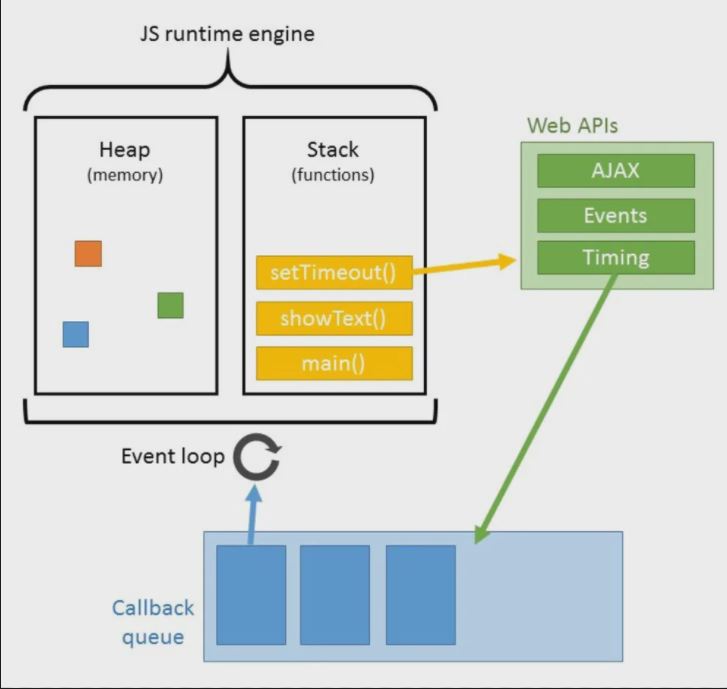 JS runtime engine
Heap
(memory)
Stack
(functions)
setTimeout()
showText()
main()
Web APIs
AJAX
Events
Timing
Event loop
Callback
queue